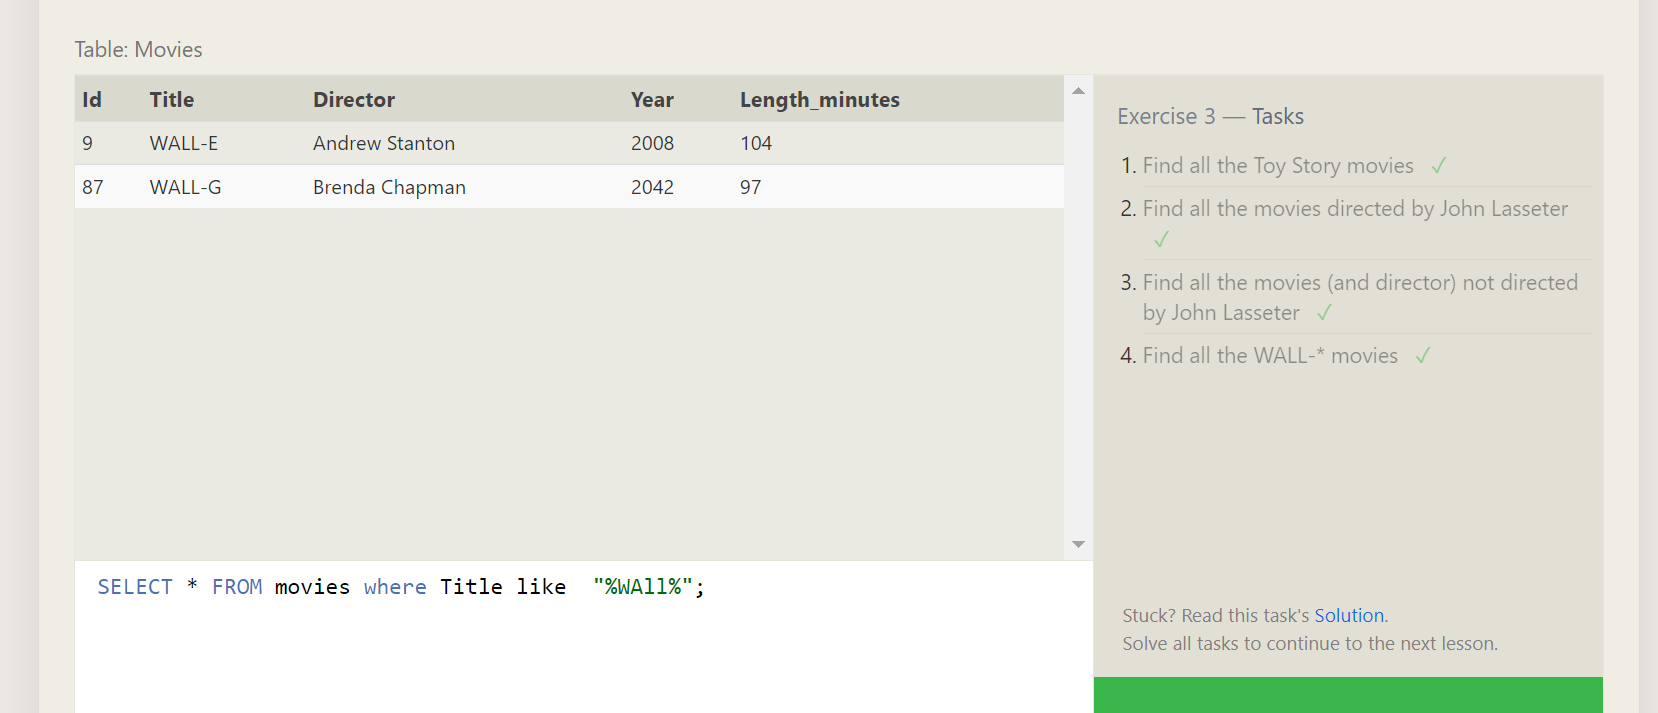 Table: Movies
Id Title Director Year Length_minutes
9 WALL-E Andrew Stanton 2008 104
87 WALL-G Brenda Chapman 2042 97
SELECT * FROM movies where Title like  "%WAll%";
Exercise 3 — Tasks
1. Find all the Toy Story movies ✓
2. Find all the movies directed by John Lasseter
✓
3. Find all the movies (and director) not directed
by John Lasseter ✓
4. Find all the WALL-* movies ✓
Stuck? Read this task's Solution.
Solve all tasks to continue to the next lesson.